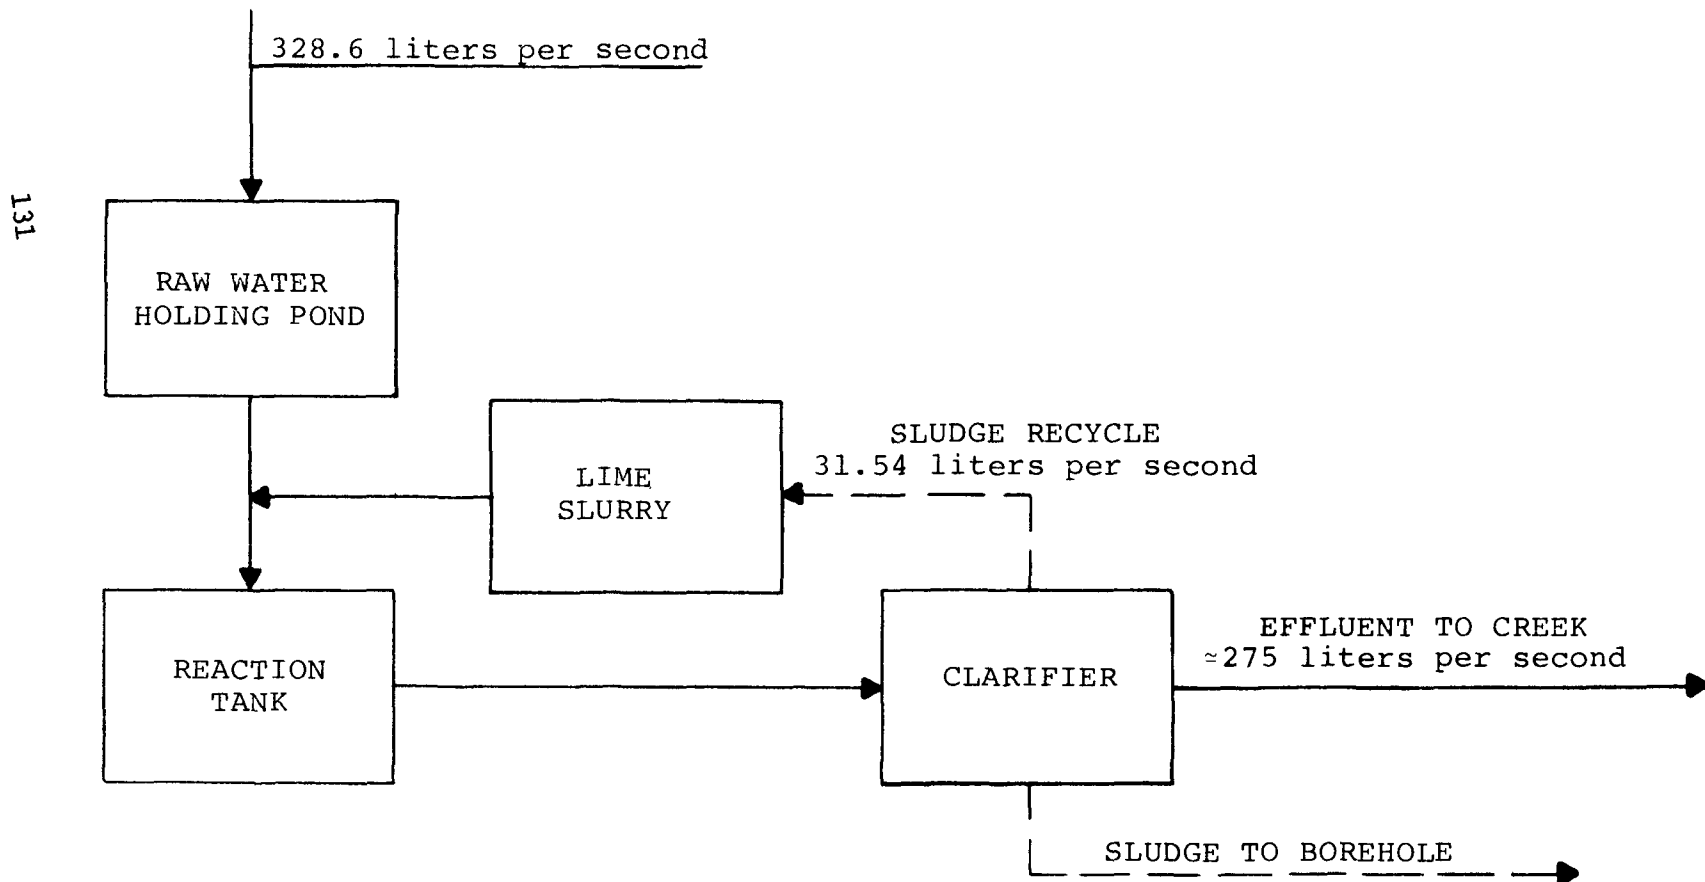 328.6 liters per second
131
RAW WATER
HOLDING POND
SLUDGE RECYCLE
31.54 liters per second
LIME
SLURRY
EFFLUENT TO CREEK
≃275 liters per second
REACTION
TANK
CLARIFIER
SLUDGE TO BOREHOLE